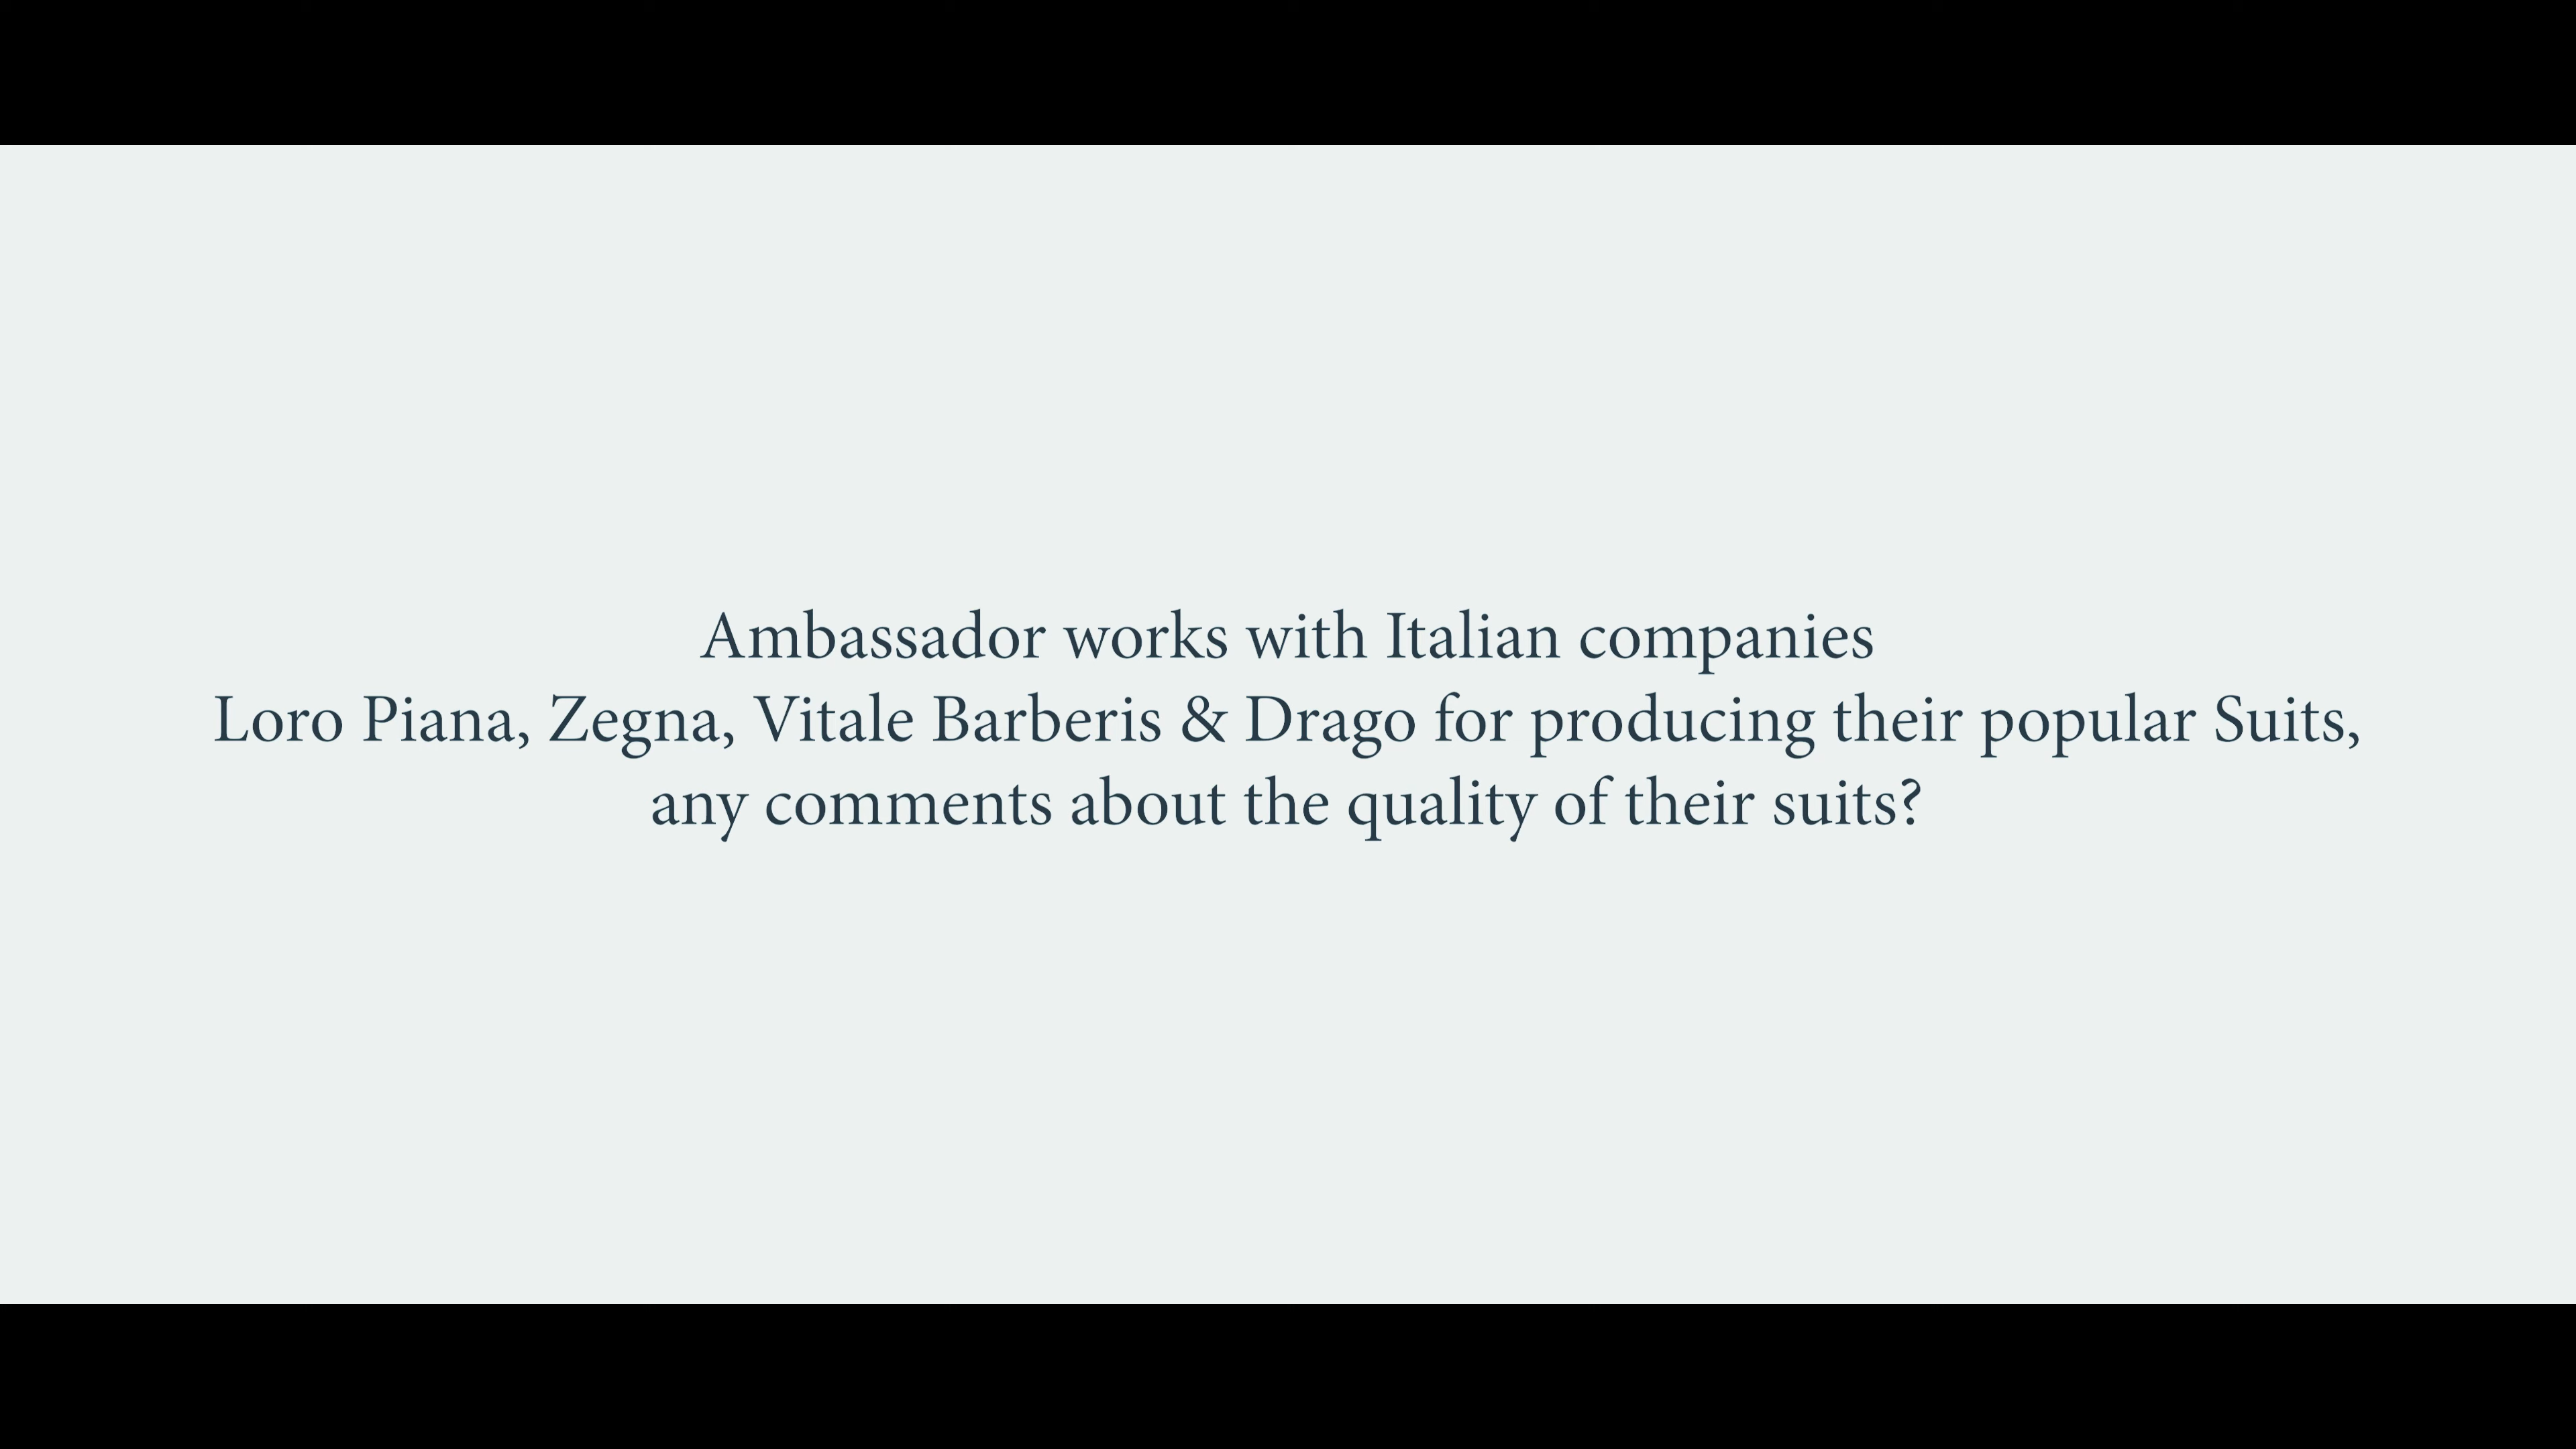 Ambassador works with Italian companies
Loro Piana, Zegna, Vitale Barberis & Drago for producing their popular Suits,
any comments about the quality of their suits?